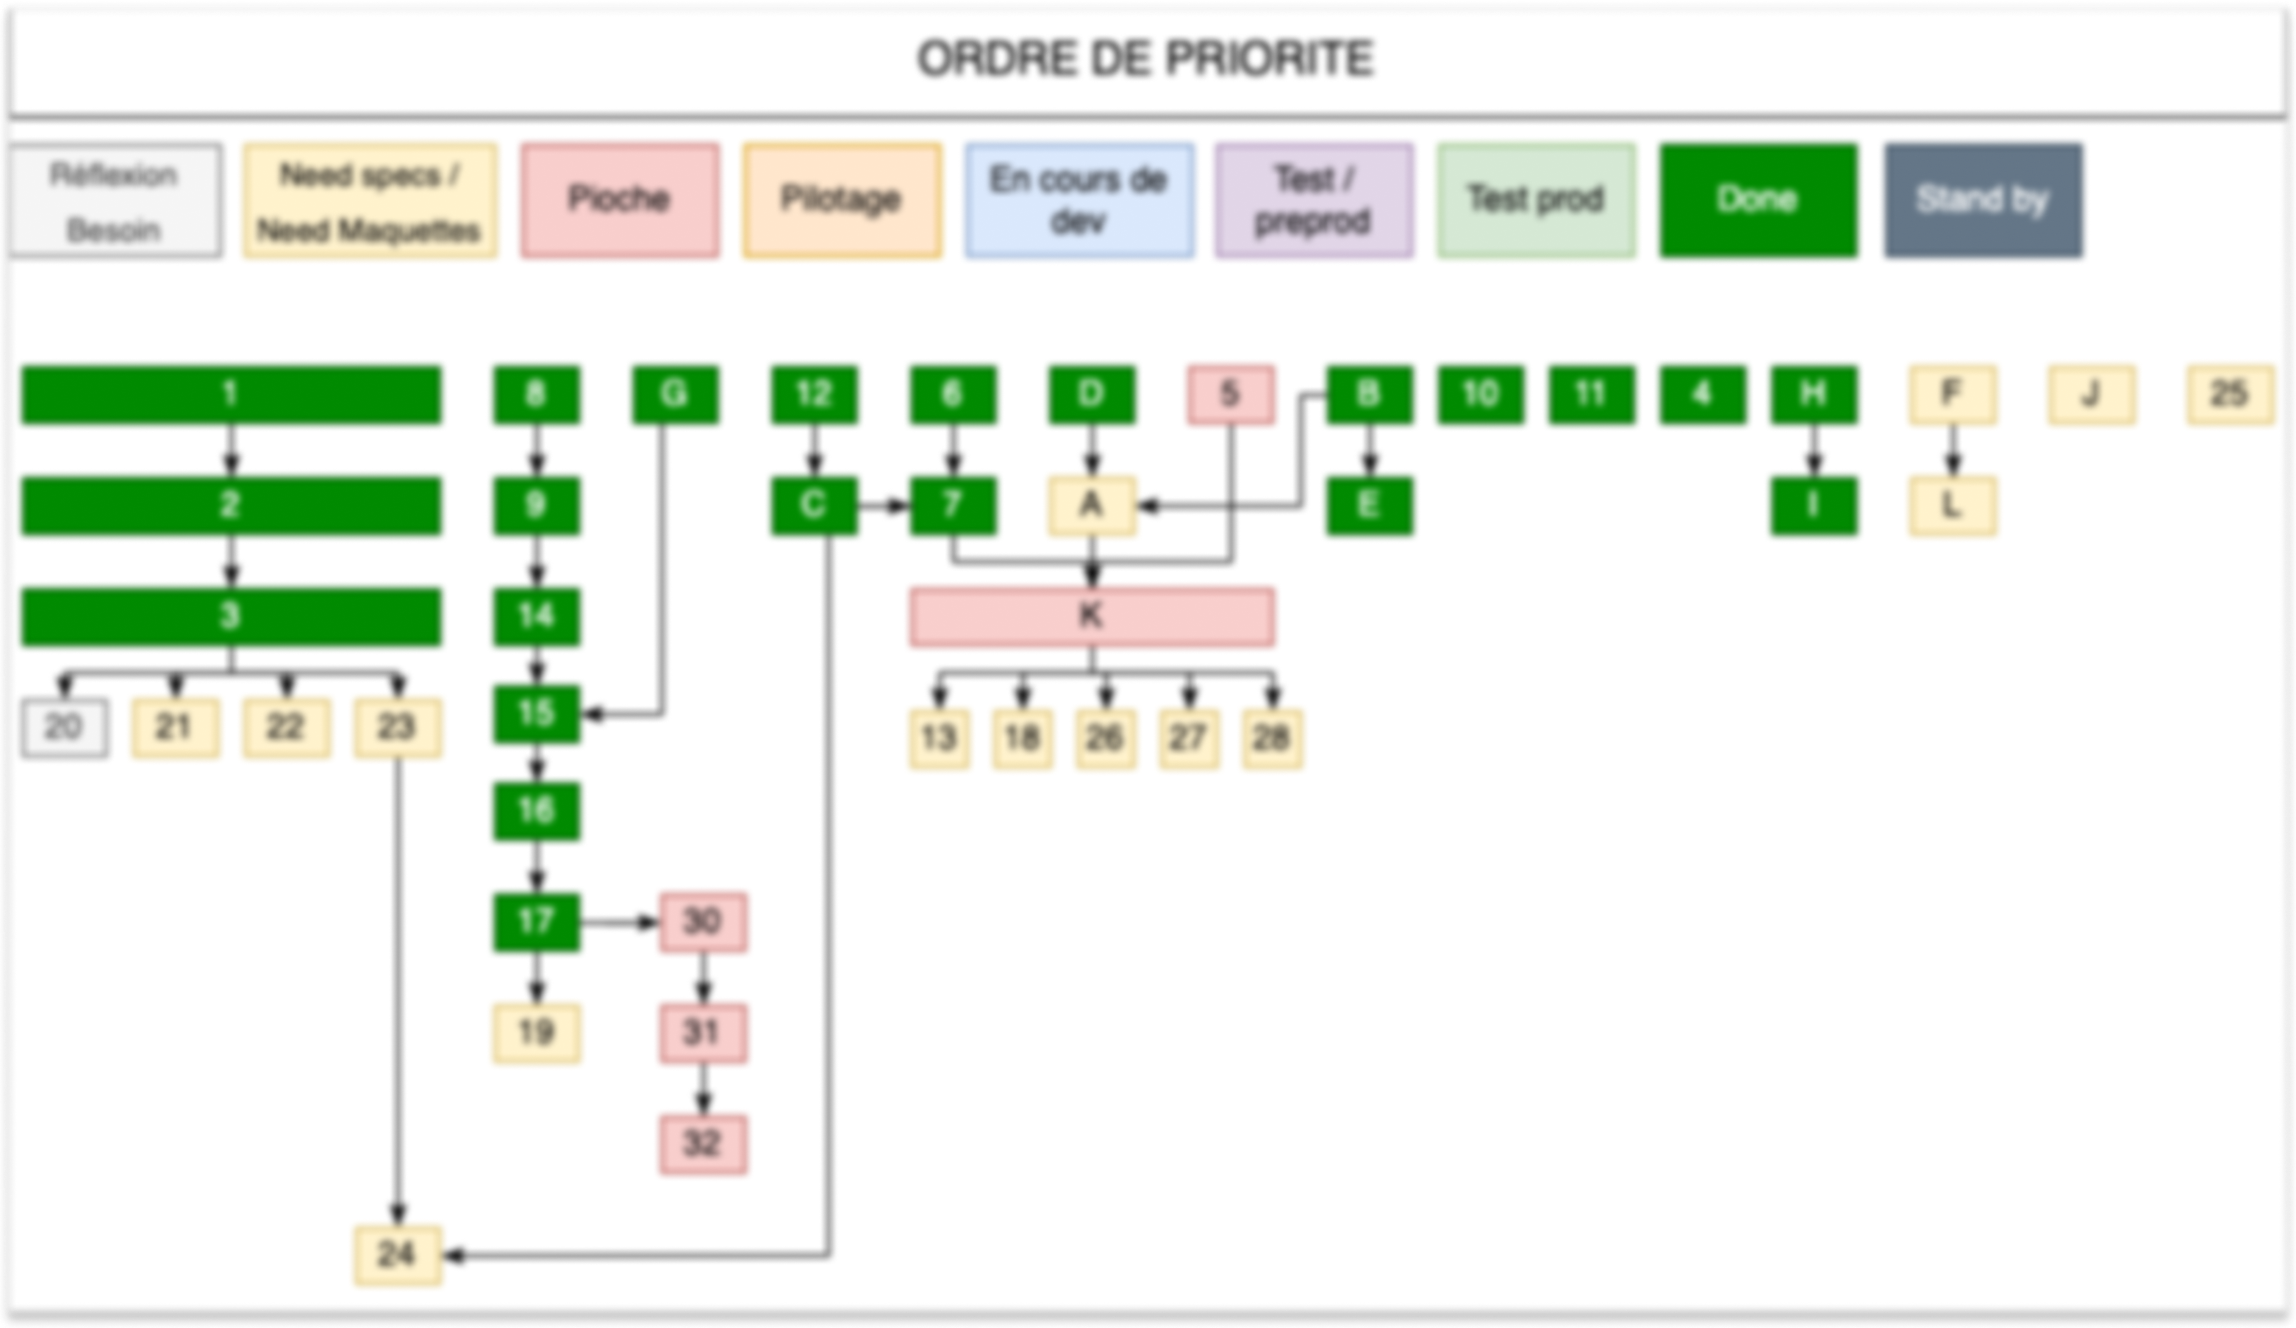 ORDRE DE PRIORITE
Réflexion
Besoin
Need specs /
Need Maquettes
Pioche
Pilotage
En cours de
dev
Test /
preprod
Test prod
Done
Stand by
1
8
G
12
6
D
5
B
10
11
4
H
F
J
25
2
9
C
7
A
E
I
L
3
14
K
20
21
22
23
15
13
18
26
27
28
16
17
30
19
31
32
24